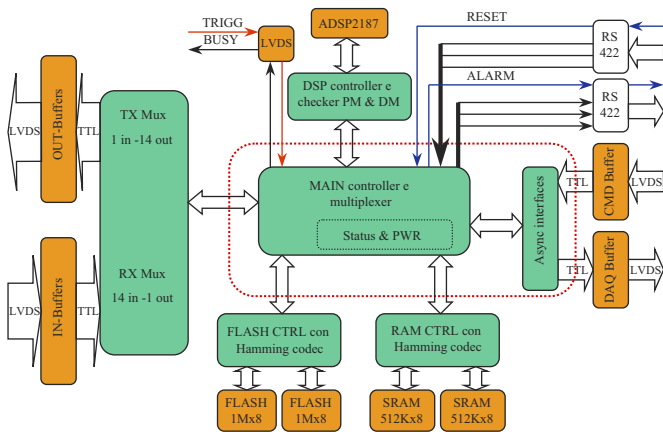 TRIGG
BUSY
LVDS
ADSP2187
RESET
RS
422
DSP controller e
checker PM & DM
ALARM
RS
422
LVDS
OUT-Buffers
TTL
TX Mux
1 in -14 out
MAIN controller e
multiplexer
Status & PWR
Async interfaces
TTL
CMD Buffer
LVDS
TTL
DAQ Buffer
LVDS
LVDS
IN-Buffers
TTL
RX Mux
14 in -1 out
FLASH CTRL con
Hamming codec
RAM CTRL con
Hamming codec
FLASH
1Mx8
FLASH
1Mx8
SRAM
512Kx8
SRAM
512Kx8